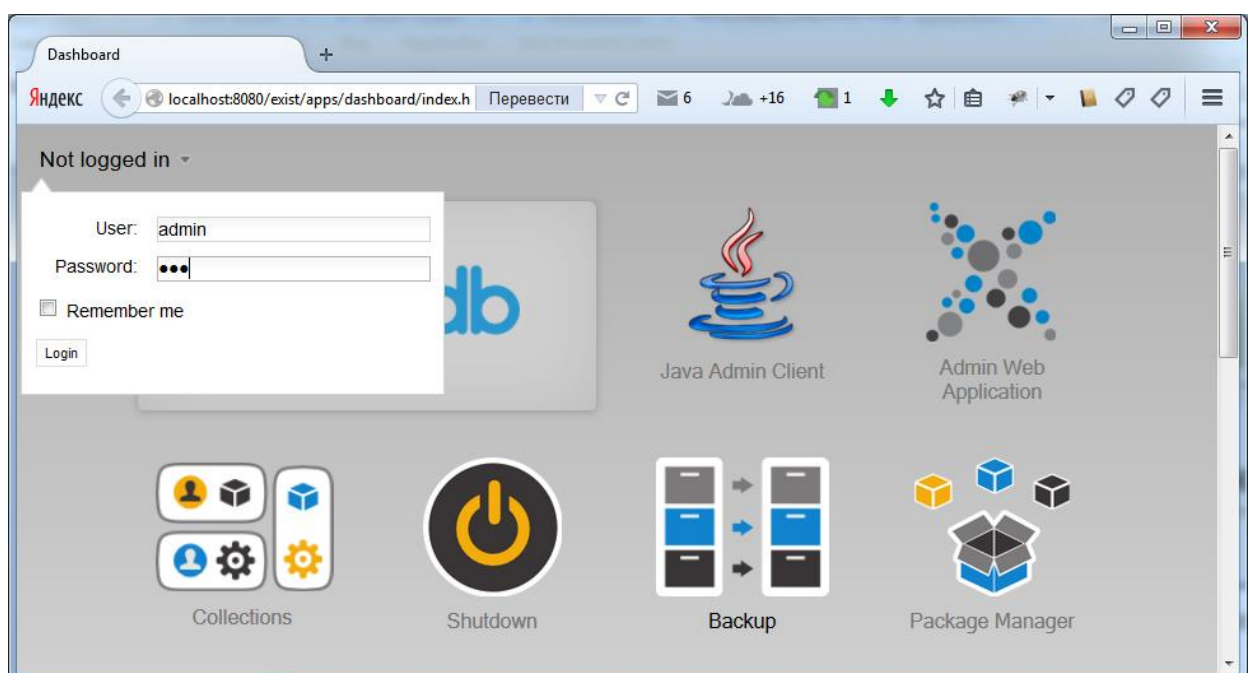 Dashboard
+
Яндекс
localhost:8080/exist/apps/dashboard/index.h
Перевести
6
+16
1
Not logged in
User: admin
Password: ●●●
Remember me
Login
db
Java Admin Client
Admin Web
Application
Collections
Shutdown
Backup
Package Manager